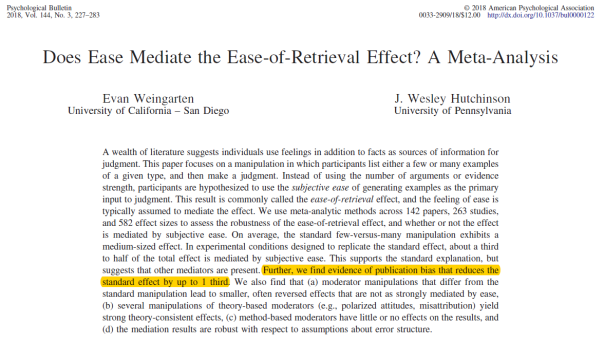 Psychological Bulletin
2018, Vol. 144, No. 3, 227–283
© 2018 American Psychological Association
0033-2909/18/$12.00 http://dx.doi.org/10.1037/bul0000122
Does Ease Mediate the Ease-of-Retrieval Effect? A Meta-Analysis
Evan Weingarten
University of California – San Diego
J. Wesley Hutchinson
University of Pennsylvania
A wealth of literature suggests individuals use feelings in addition to facts as sources of information for
judgment. This paper focuses on a manipulation in which participants list either a few or many examples
of a given type, and then make a judgment. Instead of using the number of arguments or evidence
strength, participants are hypothesized to use the subjective ease of generating examples as the primary
input to judgment. This result is commonly called the ease-of-retrieval effect, and the feeling of ease is
typically assumed to mediate the effect. We use meta-analytic methods across 142 papers, 263 studies,
and 582 effect sizes to assess the robustness of the ease-of-retrieval effect, and whether or not the effect
is mediated by subjective ease. On average, the standard few-versus-many manipulation exhibits a
medium-sized effect. In experimental conditions designed to replicate the standard effect, about a third
to half of the total effect is mediated by subjective ease. This supports the standard explanation, but
suggests that other mediators are present. Further, we find evidence of publication bias that reduces the
standard effect by up to 1 third. We also find that (a) moderator manipulations that differ from the
standard manipulation lead to smaller, often reversed effects that are not as strongly mediated by ease,
(b) several manipulations of theory-based moderators (e.g., polarized attitudes, misattribution) yield
strong theory-consistent effects, (c) method-based moderators have little or no effects on the results, and
(d) the mediation results are robust with respect to assumptions about error structure.